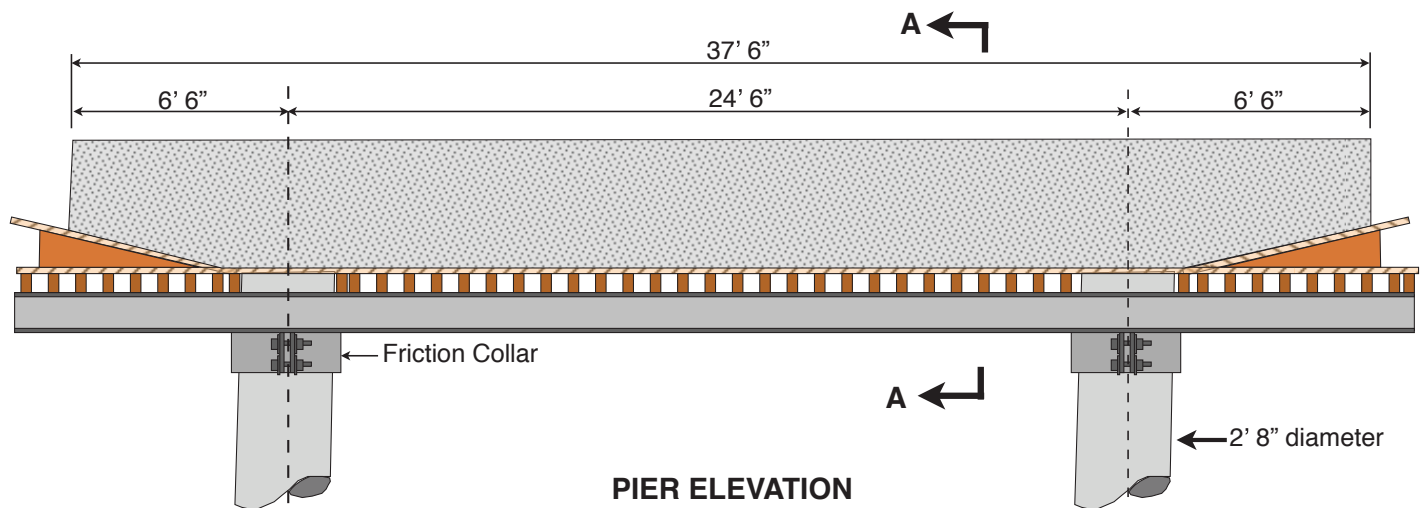 A
37’ 6”
6’ 6”
24’ 6”
6’ 6”
Friction Collar
A
2’ 8” diameter
PIER ELEVATION